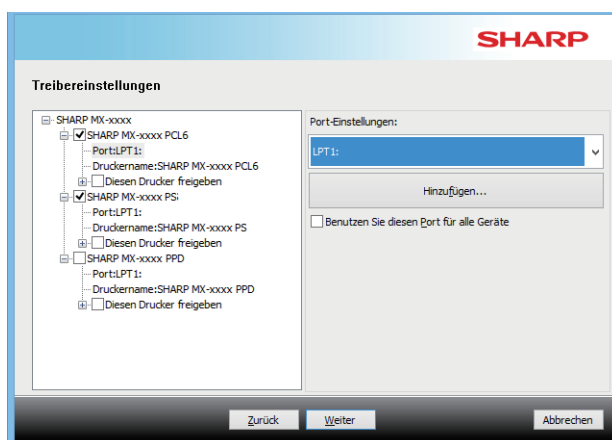 SHARP
Treibereinstellungen
SHARP MX-xxxx
SHARP MX-xxxx PCL6
Port:LPT1:
Druckername:SHARP MX-xxxx PCL6
Diesen Drucker freigeben
SHARP MX-xxxx PS;
Port:LPT1:
Druckername:SHARP MX-xxxx PS
Diesen Drucker freigeben
SHARP MX-xxxx PPD
Port:LPT1:
Druckername:SHARP MX-xxxx PPD
Diesen Drucker freigeben
Port-Einstellungen:
LPT1:
Hinzufügen...
Benutzen Sie diesen Port für alle Geräte
Zurück
Weiter
Abbrechen